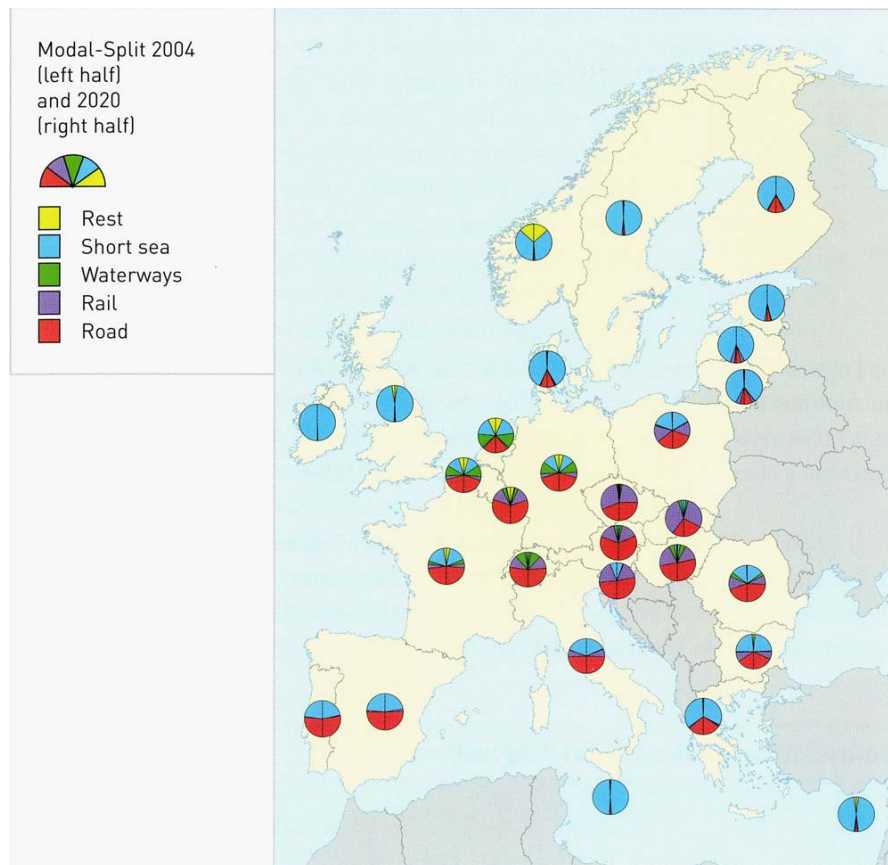 Modal-Split 2004
(left half)
and 2020
(right half)
Rest
Short sea
Waterways
Rail
Road